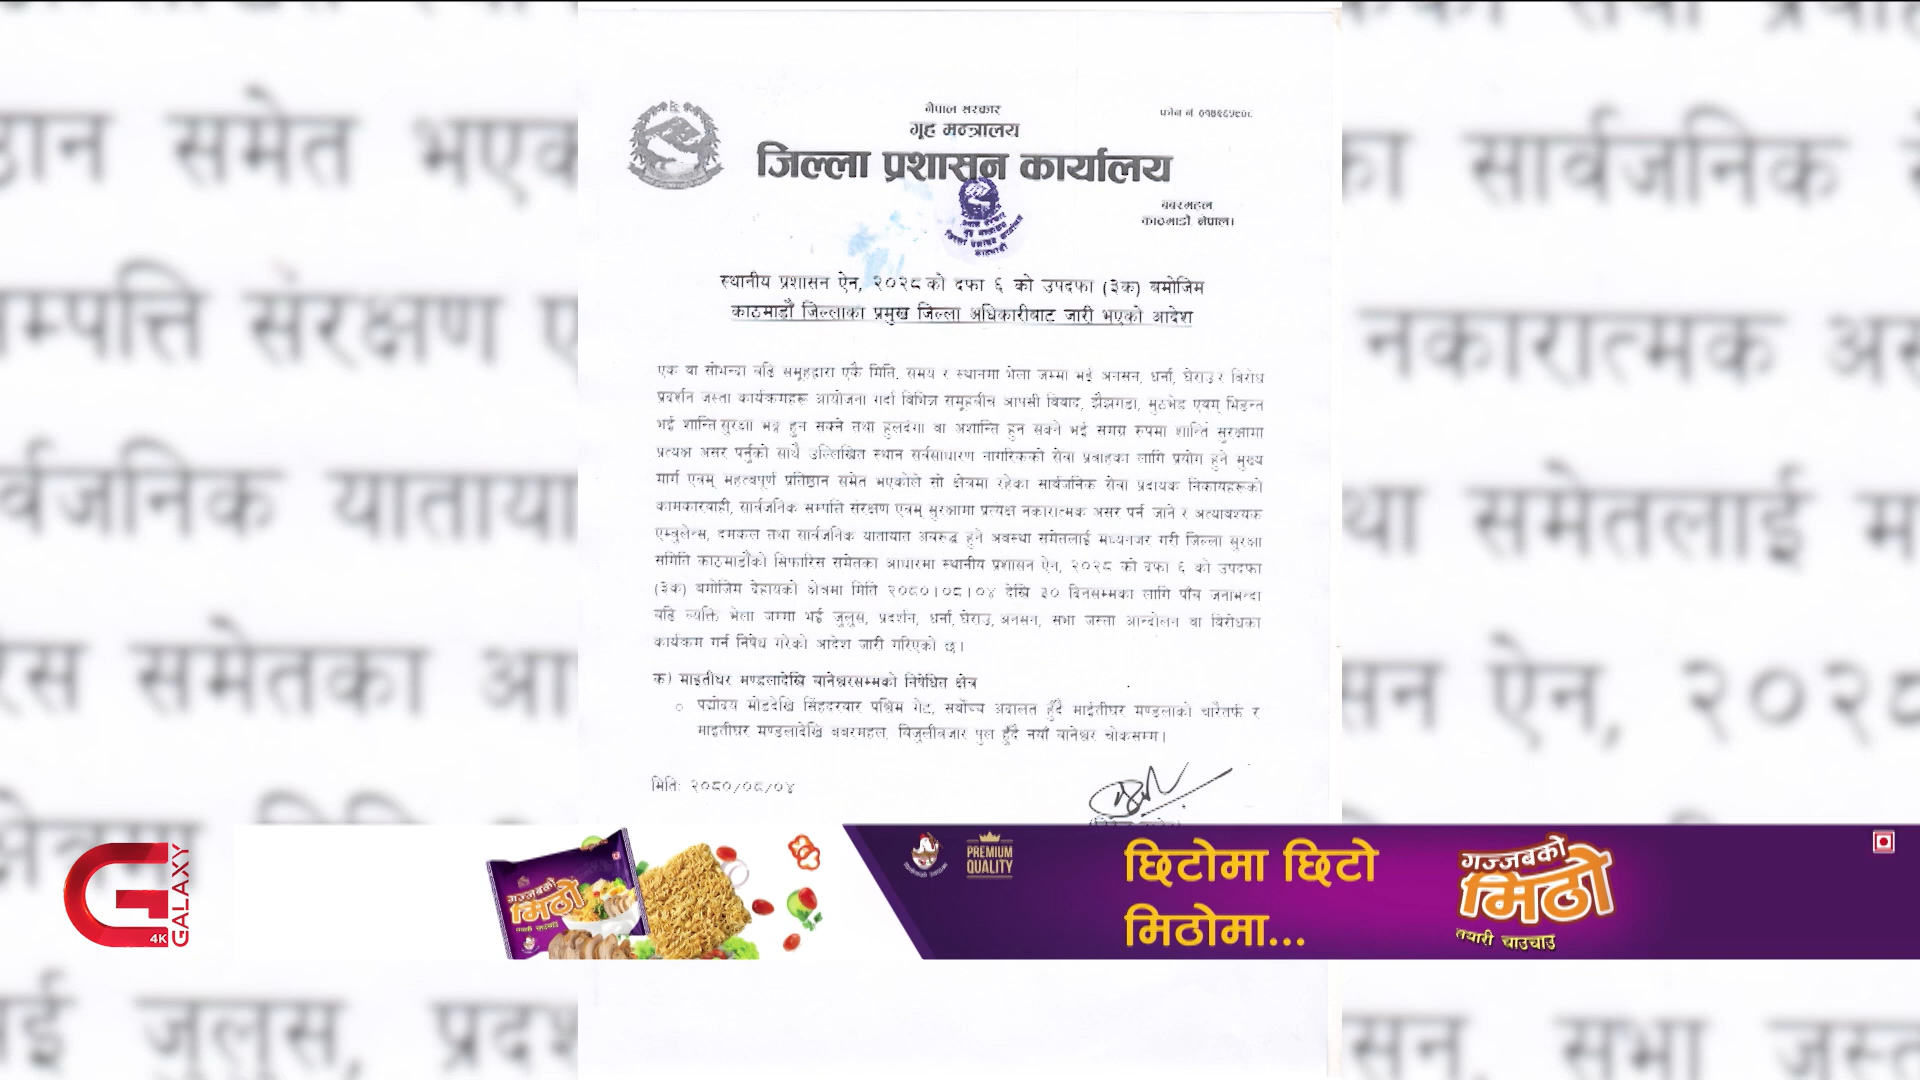 नेपाल सरकार
गृह मन्त्रालय
जिल्ला प्रशासन कार्यालय
बबरमहल
काठमाडौं नेपाल।
स्थानीय प्रशासन ऐन, २०२८ को दफा ६ को उपदफा (३क) बमोजिम
काठमाडौं जिल्लाका प्रमुख जिल्ला अधिकारीबाट जारी भएको आदेश
एक वा सोभन्दा बढि समूहद्वारा एकै मिति, समय र स्थानमा भेला जम्मा भई अनसन, धर्ना, घेराउ र विरोध
प्रदर्शन जस्ता कार्यक्रमहरू आयोजना गर्दा विभिन्न समूहबीच आपसी विवाद, झैझगडा, मुठभेड एवम् भिडन्त
भई शान्ति सुरक्षा भङ्ग हुन सक्ने तथा हुलदंगा वा अशान्ति हुन सक्ने भई समग्र रुपमा शान्ति सुरक्षामा
प्रत्यक्ष असर पर्नुको साथै उल्लिखित स्थान सर्वसाधारण नागरिकको सेवा प्रवाहका लागि प्रयोग हुने मुख्य
मार्ग एवम् महत्वपूर्ण प्रतिष्ठान समेत भएकोले सो क्षेत्रमा रहेका सार्वजनिक सेवा प्रदायक निकायहरूको
कामकारवाही, सार्वजनिक सम्पत्ति संरक्षण एवम् सुरक्षामा प्रत्यक्ष नकारात्मक असर पर्न जाने र अत्यावश्यक
एम्बुलेन्स, दमकल तथा सार्वजनिक यातायात अवरुद्ध हुने अवस्था समेतलाई मध्यनजर गरी जिल्ला सुरक्षा
समिति काठमाडौंको सिफारिस समेतका आधारमा स्थानीय प्रशासन ऐन, २०२८ को दफा ६ को उपदफा
(३क) बमोजिम देहायको क्षेत्रमा मिति २०८०।०८।०४ देखि ३० दिनसम्मका लागि पाँच जनाभन्दा
बढि व्यक्ति भेला जम्मा भई जुलुस, प्रदर्शन, धर्ना, घेराउ, अनसन, सभा जस्ता आन्दोलन वा विरोधका
कार्यक्रम गर्न निषेध गरेको आदेश जारी गरिएको छ।
क) माइतीघर मण्डलादेखि बानेश्वरसम्मको निषेधित क्षेत्र
○ पद्मोदय मोडदेखि सिंहदरबार पश्चिम गेट, सर्वोच्च अदालत हुँदै माईतीघर मण्डलाको चारैतर्फ र
माइतीघर मण्डलादेखि बबरमहल, बिजुलीबजार पुल हुँदै नयाँ बानेश्वर चोकसम्म।
मिति: २०८०/०८/०४
G
4K GALAXY
गज्जबको
मिठो
तयारी चाउचाउ
PREMIUM
QUALITY
छिटोमा छिटो
मिठोमा...
गज्जबको
मिठो
तयारी चाउचाउ